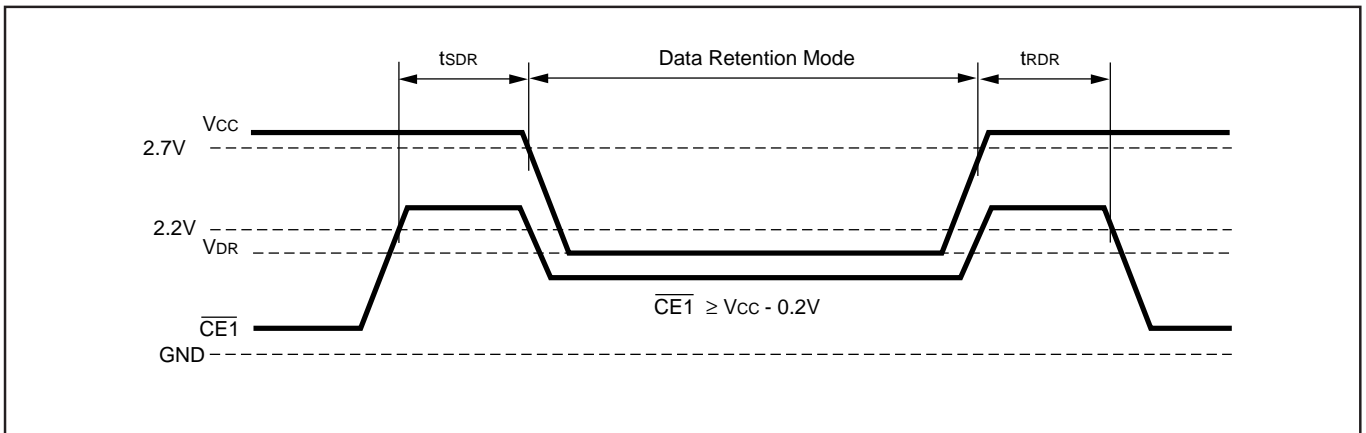 tSDR Data Retention Mode tRDR
VCC
2.7V
2.2V
VDR
CE1 ≥ VCC - 0.2V
CE1
GND